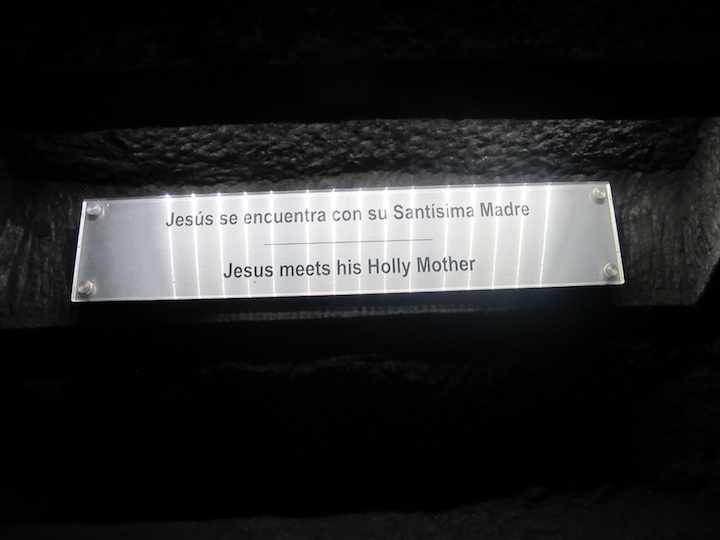 Jesús se encuentra con su Santísima Madre
Jesus meets his Holly Mother